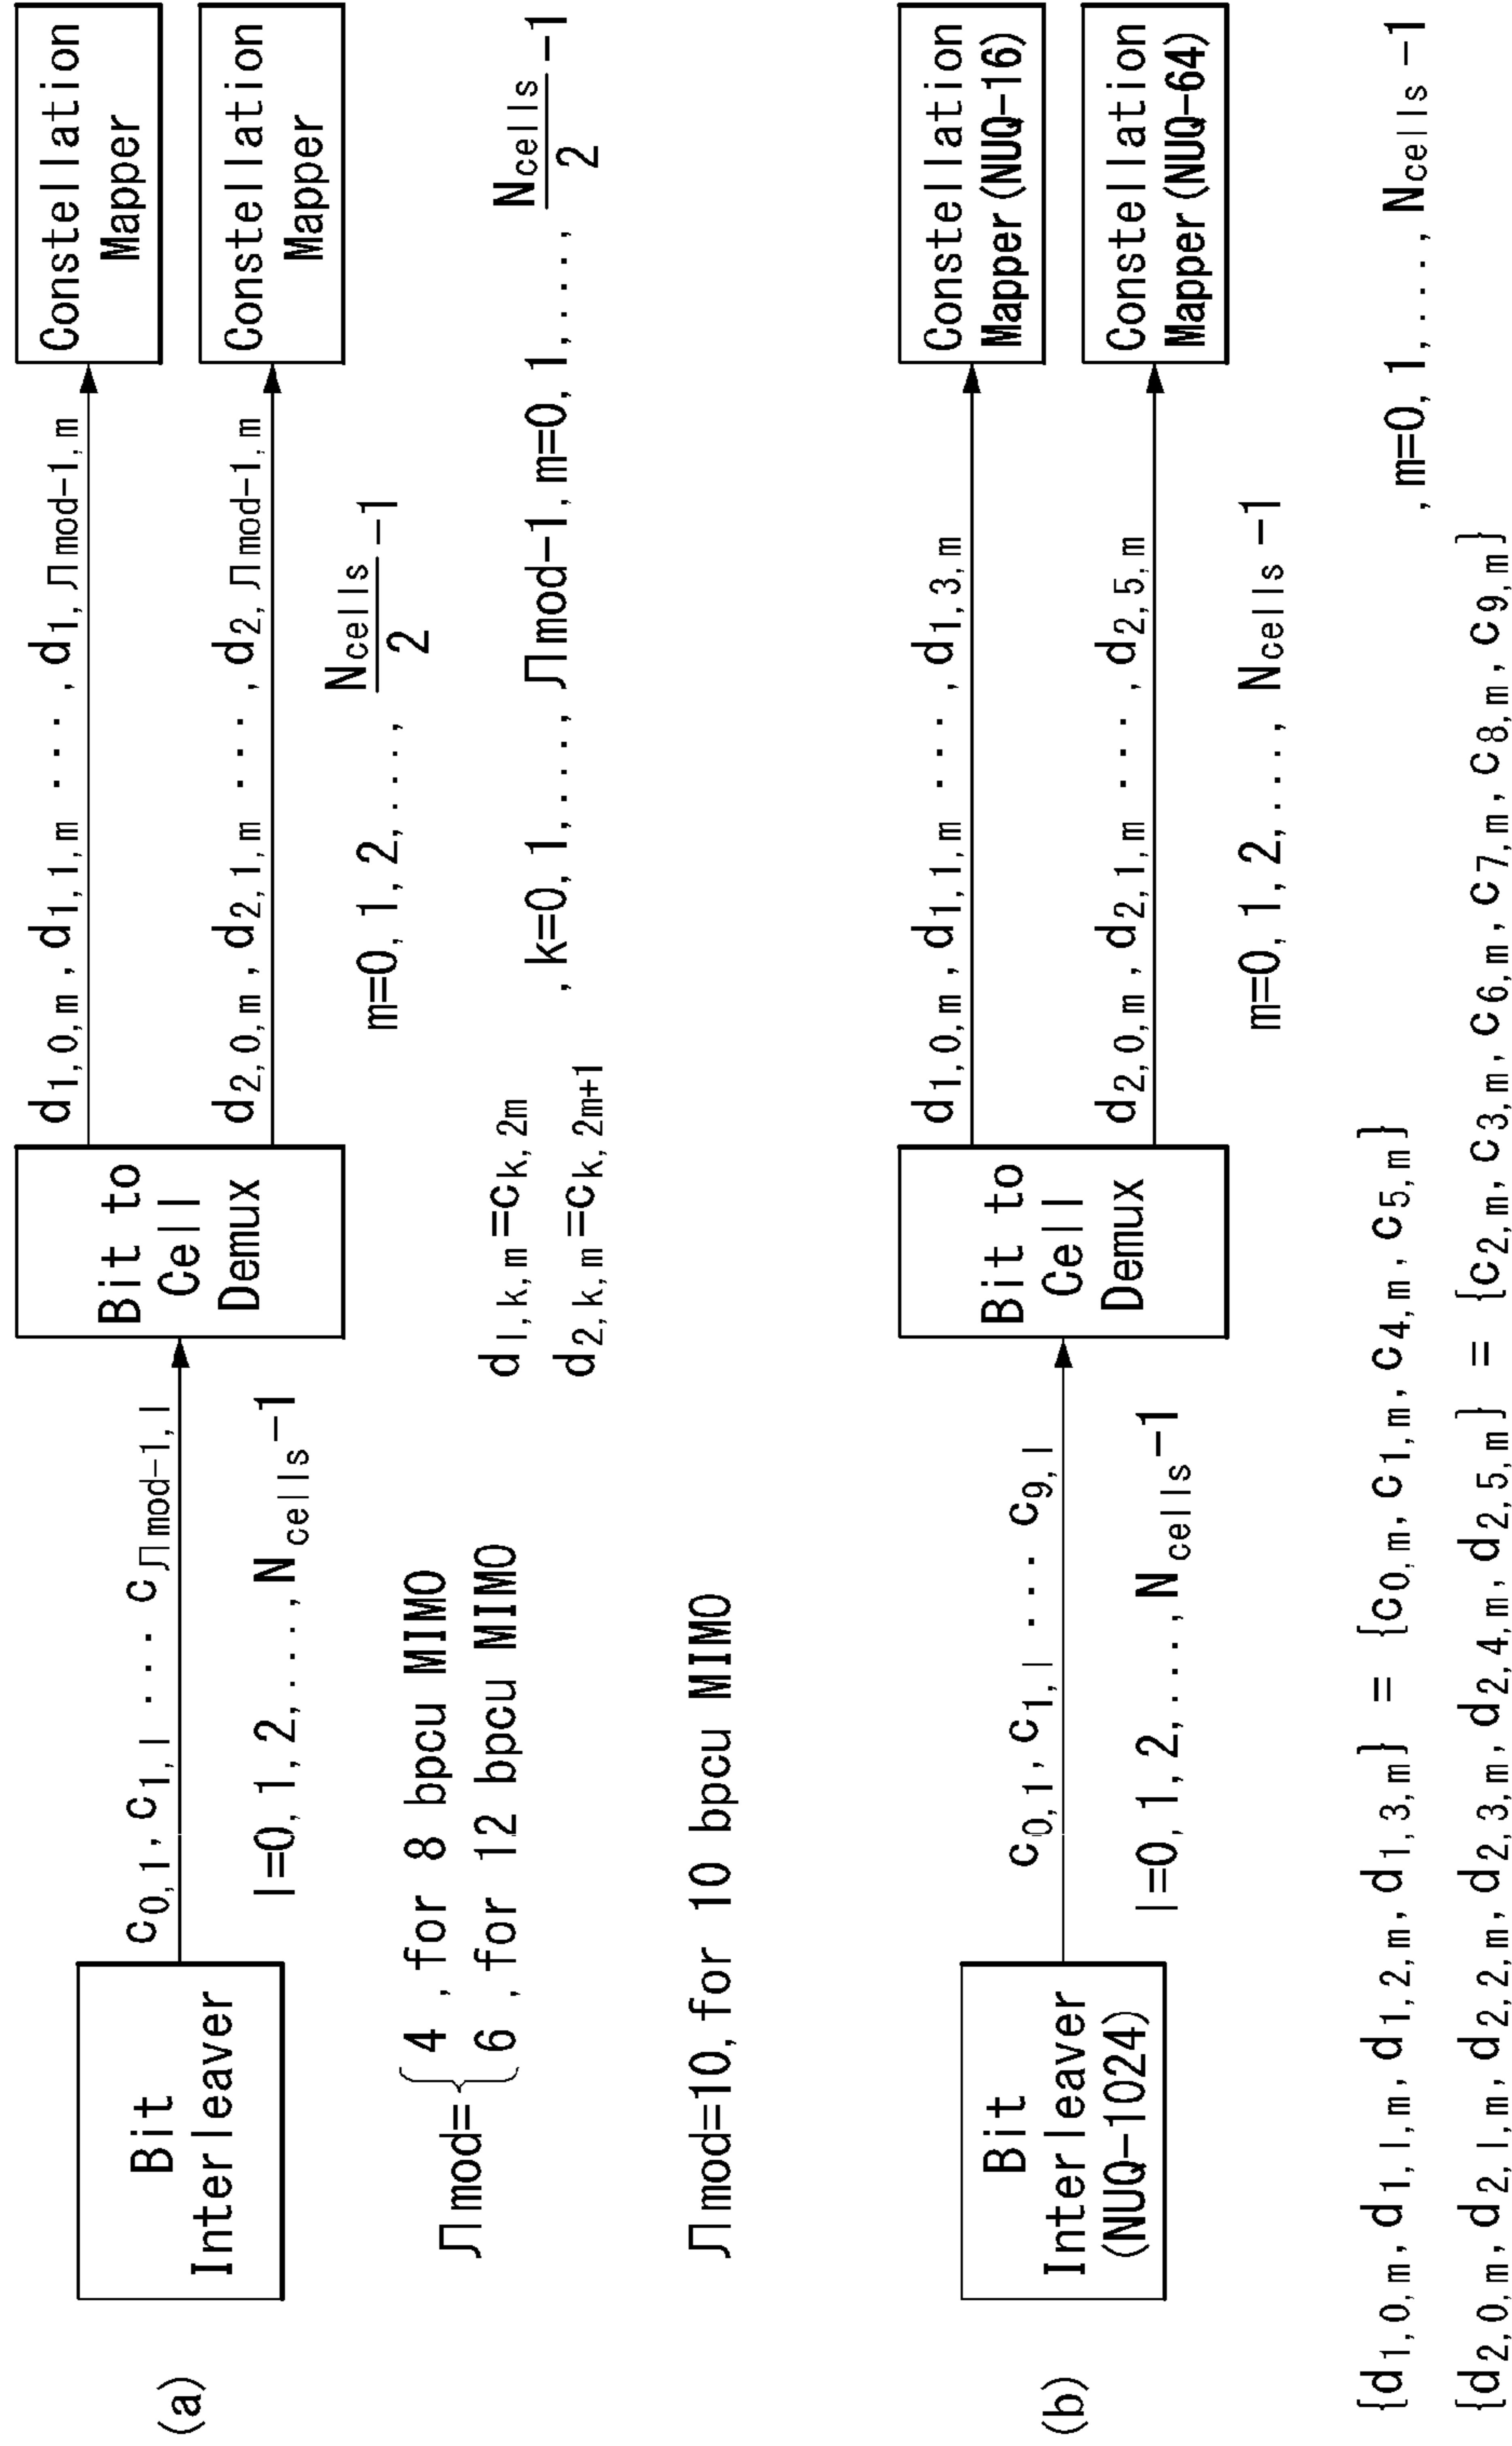 (a)
Bit
Interleaver
c0,1, c1,l ... cЛmod-1,l
l=0,1,2,....,Ncells-1
Bit to
Cell
Demux
d1,0,m, d1,1,m ..., d1,Лmod-1,m
Constellation
Mapper
d2,0,m, d2,1,m ..., d2,Лmod-1,m
Constellation
Mapper
m=0,1,2,....,Ncells/2-1
Лmod={4, for 8 bpcu MIMO
6, for 12 bpcu MIMO
d1,k,m=ck,2m
d2,k,m=ck,2m+1
,k=0,1,....,Лmod-1,m=0,1,....,Ncells/2-1
Лmod=10, for 10 bpcu MIMO
(b)
Bit
Interleaver
(NUQ-1024)
c0,1, c1,l ... c9,l
l=0,1,2,....,Ncells-1
Bit to
Cell
Demux
d1,0,m, d1,1,m ..., d1,3,m
Constellation
Mapper(NUQ-16)
d2,0,m, d2,1,m ..., d2,5,m
Constellation
Mapper(NUQ-64)
m=0,1,2,....,Ncells-1
{d1,0,m, d1,l,m, d1,2,m, d1,3,m} = {c0,m, c1,m, c4,m, c5,m}
,m=0,1,....,Ncells-1
{d2,0,m, d2,l,m, d2,2,m, d2,3,m, d2,4,m, d2,5,m} = {c2,m, c3,m, c6,m, c7,m, c8,m, c9,m}